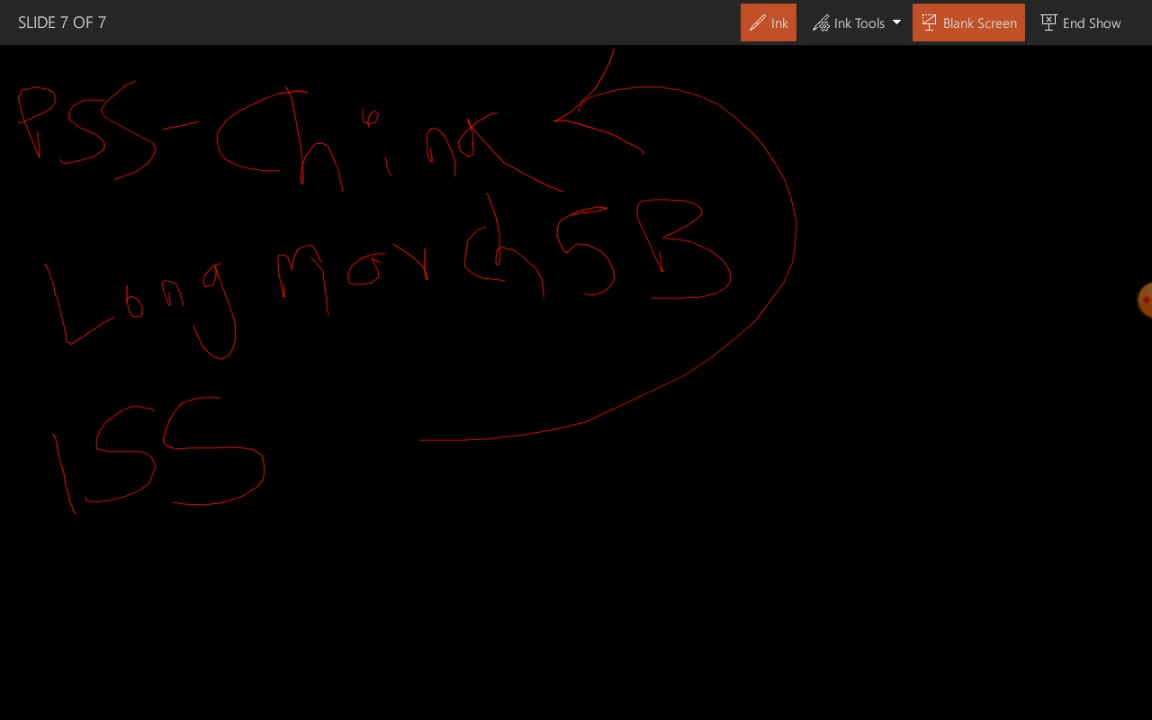 SLIDE 7 OF 7
Ink
Ink Tools
Blank Screen
End Show
PSS - China
Long March 5B
ISS